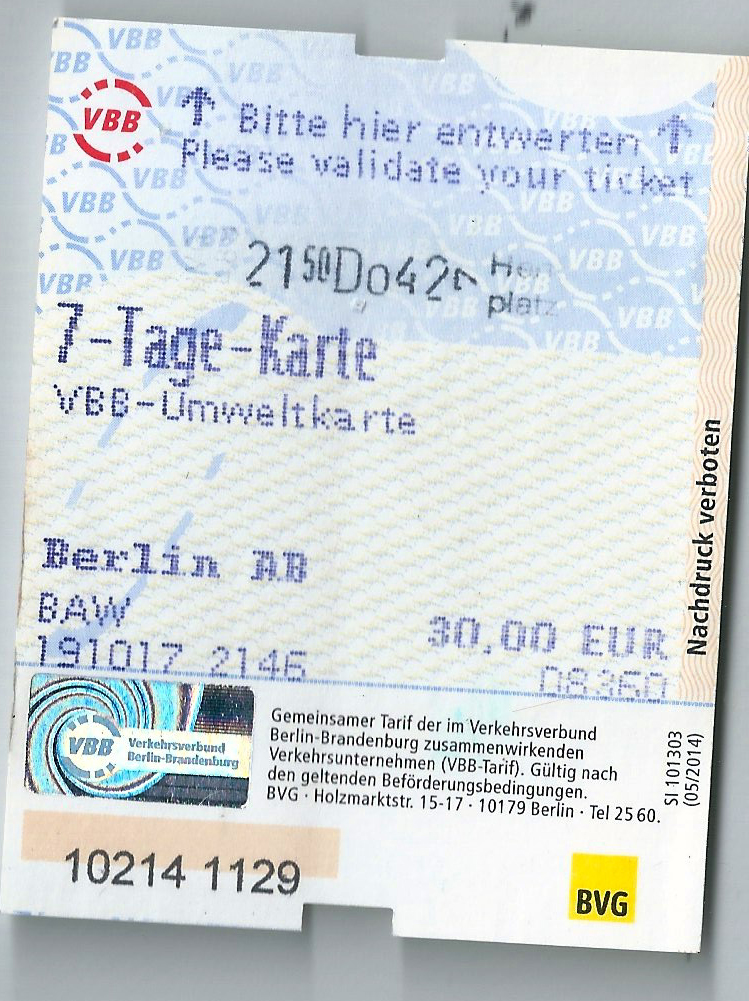 VBB
↑ Bitte hier entwerten ↑
Please validate your ticket
21 50 Do 42
platz
7-Tage-Karte
VBB-Umweltkarte
Berlin AB
BAW
30,00 EUR
191017 2146
08360
Nachdruck verboten
VBB Verkehrsverbund
Berlin-Brandenburg
Gemeinsamer Tarif der im Verkehrsverbund
Berlin-Brandenburg zusammenwirkenden
Verkehrsunternehmen (VBB-Tarif). Gültig nach
den geltenden Beförderungsbedingungen.
BVG · Holzmarktstr. 15-17 · 10179 Berlin · Tel 25 60.
SI 101303
(05/2014)
10214 1129
BVG